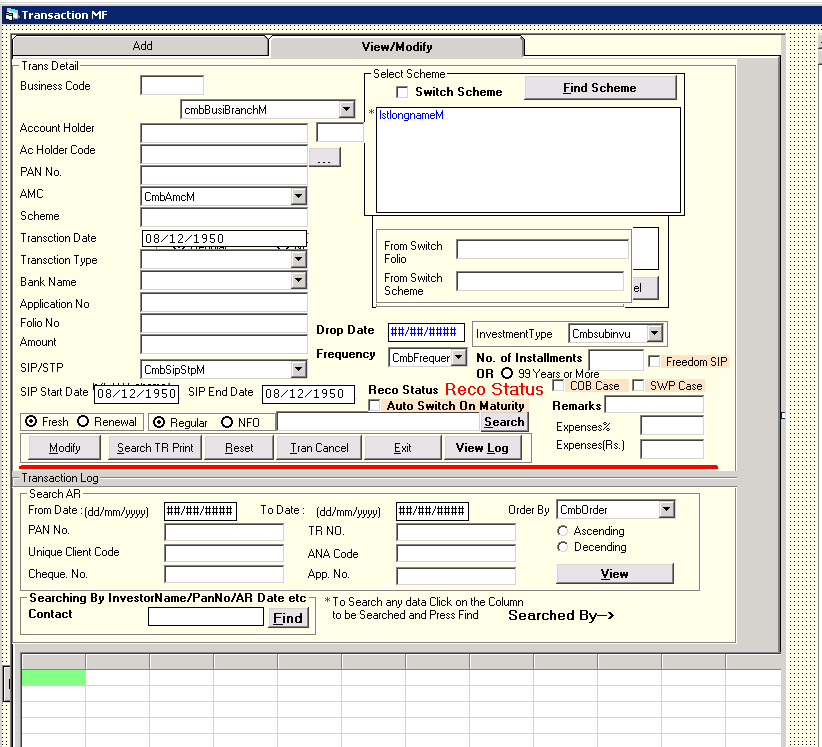 Transaction MF
Add View/Modify
Trans Detail
Business Code
cmbBusiBranchM
Account Holder
Ac Holder Code ...
PAN No.
AMC CmbAmcM
Scheme
Transction Date 08/12/1950
Transction Type
Bank Name
Application No
Folio No
Amount
SIP/STP CmbSipStpM
SIP Start Date 08/12/1950 SIP End Date 08/12/1950
Select Scheme
Switch Scheme Find Scheme
* lstlongnameM
From Switch
Folio
From Switch
Scheme
el
Drop Date ##/##/#### InvestmentType Cmbsubinvu
Frequency CmbFrequer No. of Installments Freedom SIP
OR 99 Years or More
Reco Status Reco Status COB Case SWP Case
Auto Switch On Maturity Remarks
Fresh Renewal Regular NFO Search
Expenses%
Expenses(Rs.)
Modify Search TR Print Reset Tran Cancel Exit View Log
Transaction Log
Search AR
From Date : (dd/mm/yyyy) ##/##/#### To Date : (dd/mm/yyyy) ##/##/#### Order By CmbOrder
PAN No. TR NO. Ascending
Unique Client Code ANA Code Decending
Cheque. No. App. No. View
Searching By InvestorName/PanNo/AR Date etc
Contact Find
* To Search any data Click on the Column
to be Searched and Press Find
Searched By-->